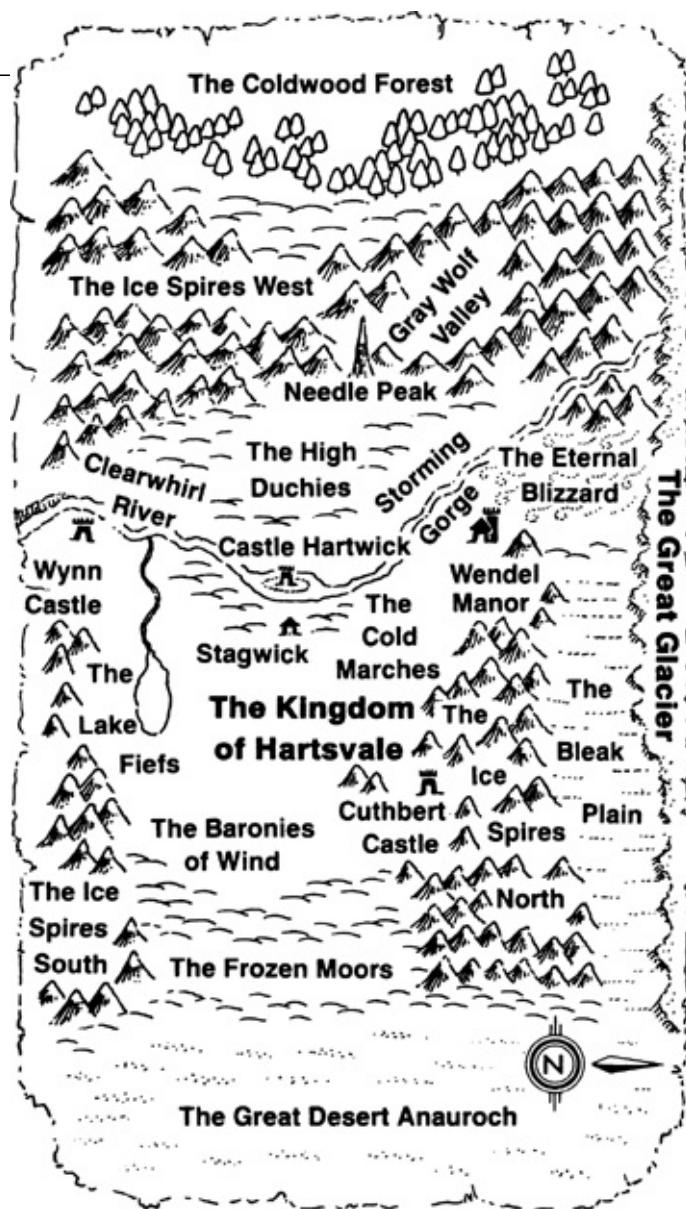 The Coldwood Forest
The Ice Spires West
Gray Wolf
Valley
Needle Peak
The High
Duchies
Clearwhirl
River
Storming
Gorge
The Eternal
Blizzard
The Great Glacier
Castle Hartwick
Wynn
Castle
Wendel
Manor
The
Cold
Marches
Stagwick
The
Lake
Fiefs
The Kingdom
of Hartsvale
The
Ice
Spires
North
The
Bleak
Plain
Cuthbert
Castle
The Baronies
of Wind
The Ice
Spires
South
The Frozen Moors
N
The Great Desert Anauroch